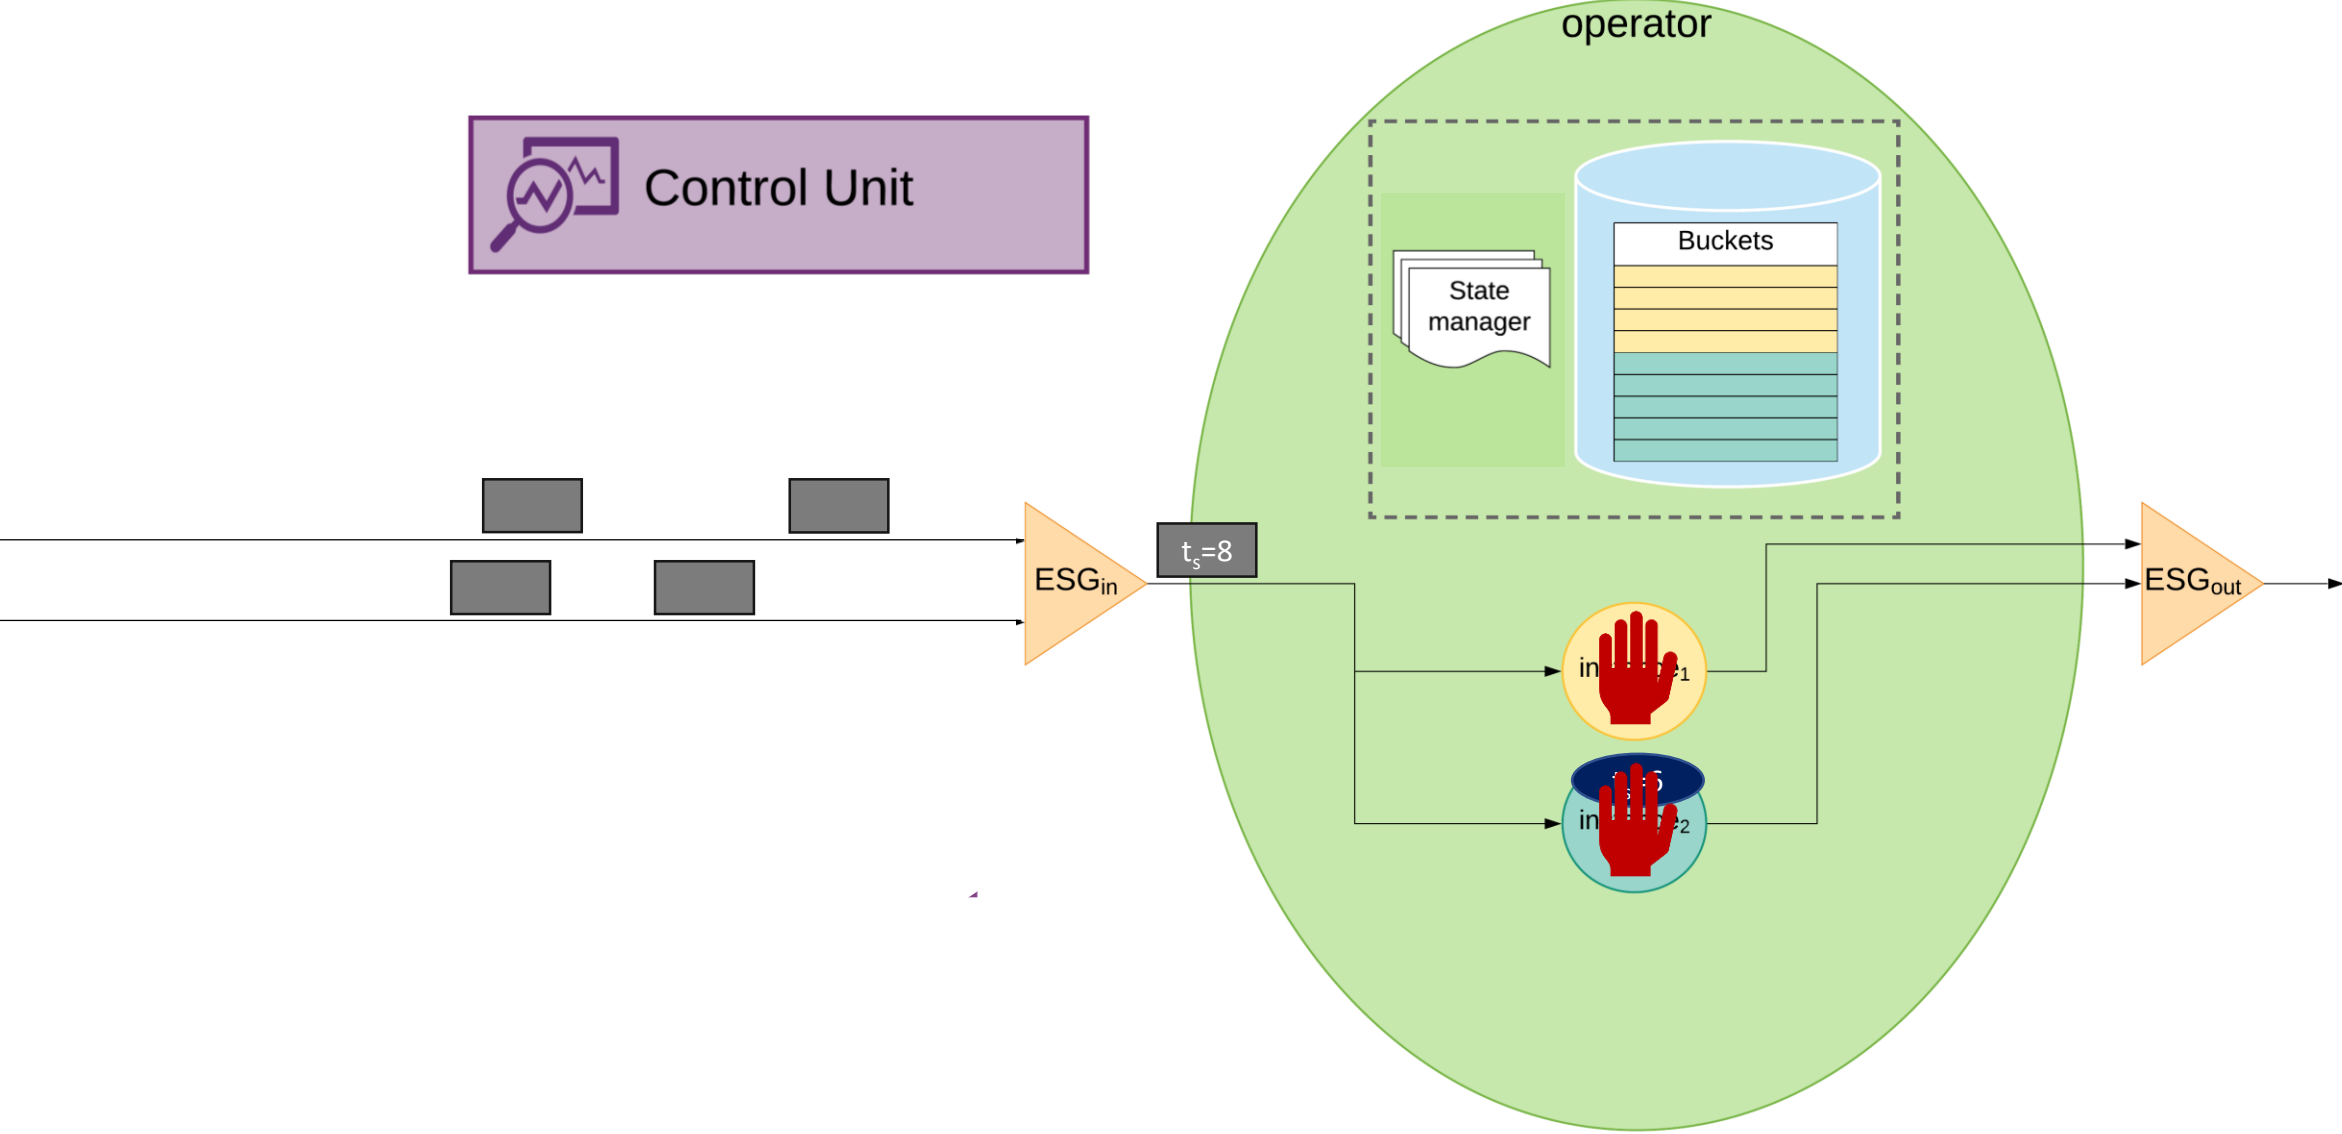 operator
Control Unit
Buckets
State
manager
tₛ=8
ESGin
ESGout